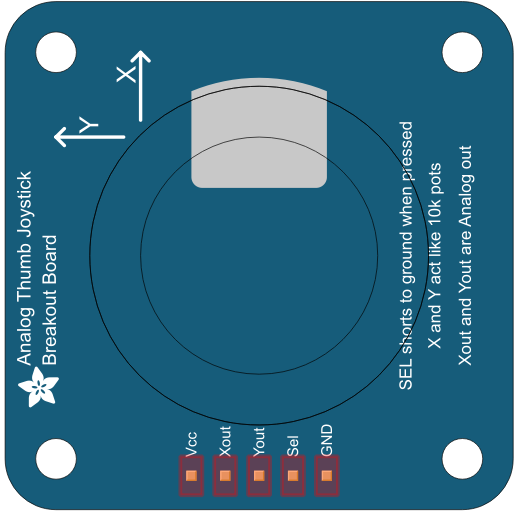 X
Y
Analog Thumb Joystick
Breakout Board
SEL shorts to ground when pressed
X and Y act like 10k pots
Xout and Yout are Analog out
Vcc
Xout
Yout
Sel
GND